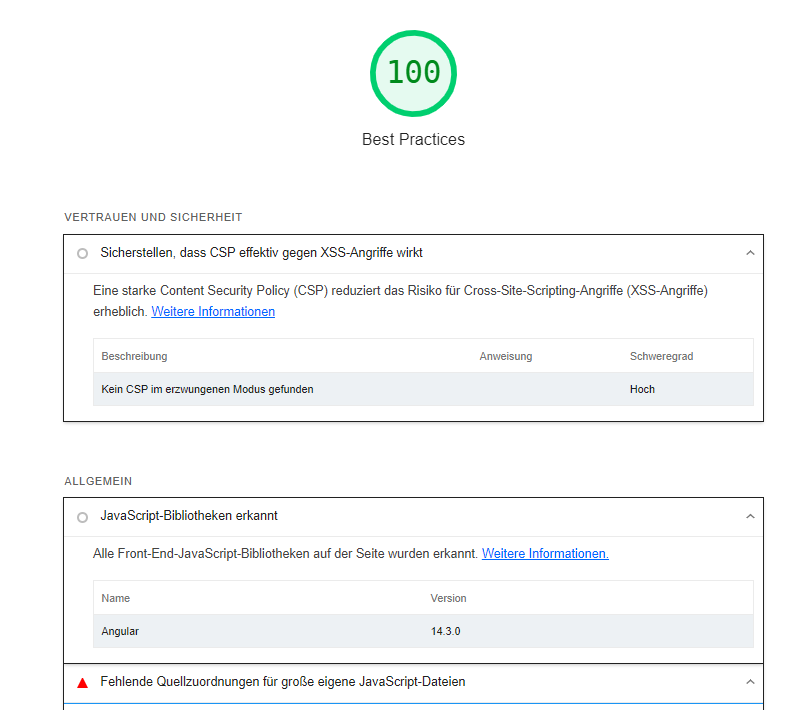 100
Best Practices
VERTRAUEN UND SICHERHEIT
Sicherstellen, dass CSP effektiv gegen XSS-Angriffe wirkt
Eine starke Content Security Policy (CSP) reduziert das Risiko für Cross-Site-Scripting-Angriffe (XSS-Angriffe)
erheblich. Weitere Informationen
Beschreibung Anweisung Schweregrad
Kein CSP im erzwungenen Modus gefunden Hoch
ALLGEMEIN
JavaScript-Bibliotheken erkannt
Alle Front-End-JavaScript-Bibliotheken auf der Seite wurden erkannt. Weitere Informationen.
Name Version
Angular 14.3.0
Fehlende Quellzuordnungen für große eigene JavaScript-Dateien